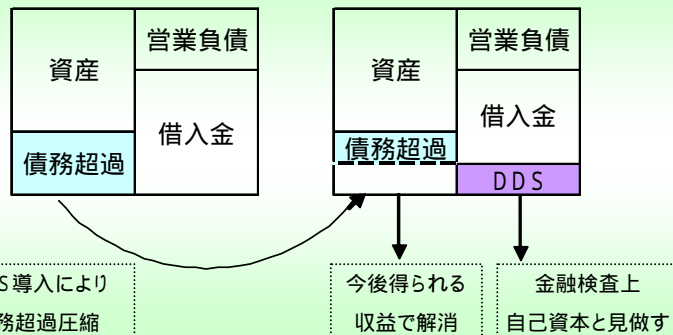 資産
営業負債
借入金
債務超過
資産
営業負債
借入金
債務超過
DDS
S導入により
務超過圧縮
今後得られる
収益で解消
金融検査上
自己資本と見做す